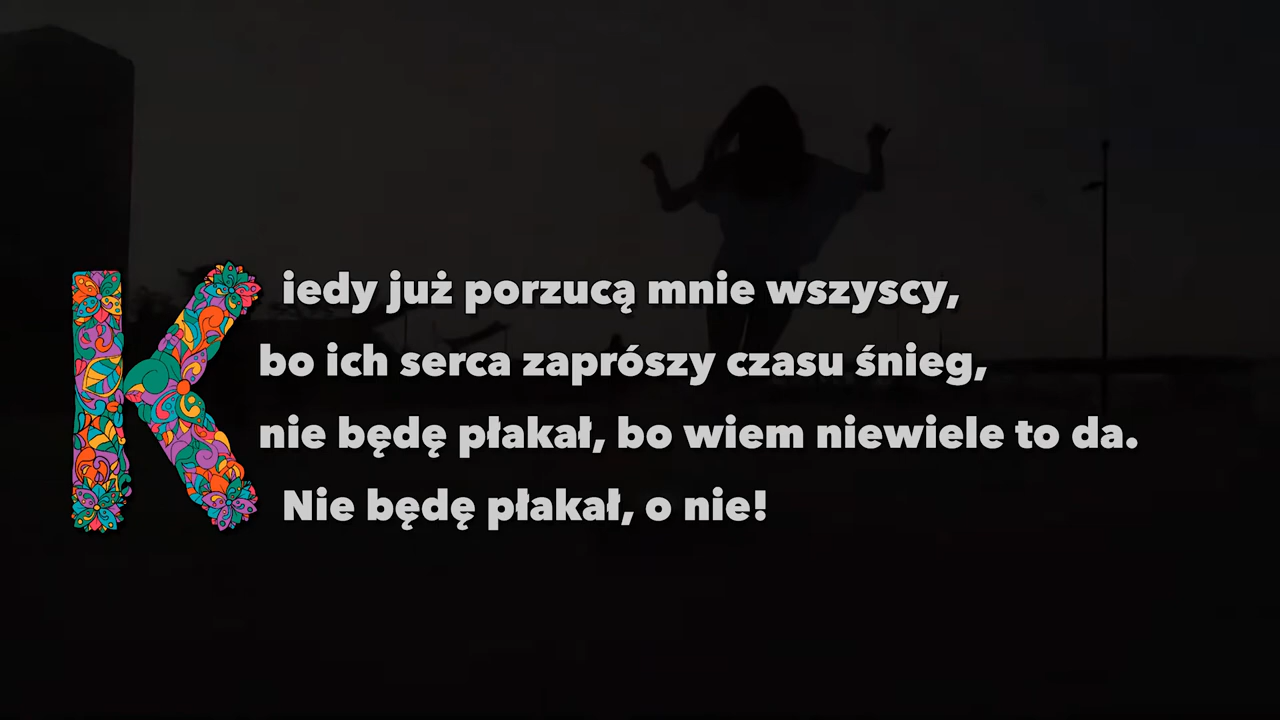 Kiedy już porzucą mnie wszyscy,
bo ich serca zaprószy czasu śnieg,
nie będę płakał, bo wiem niewiele to da.
Nie będę płakał, o nie!